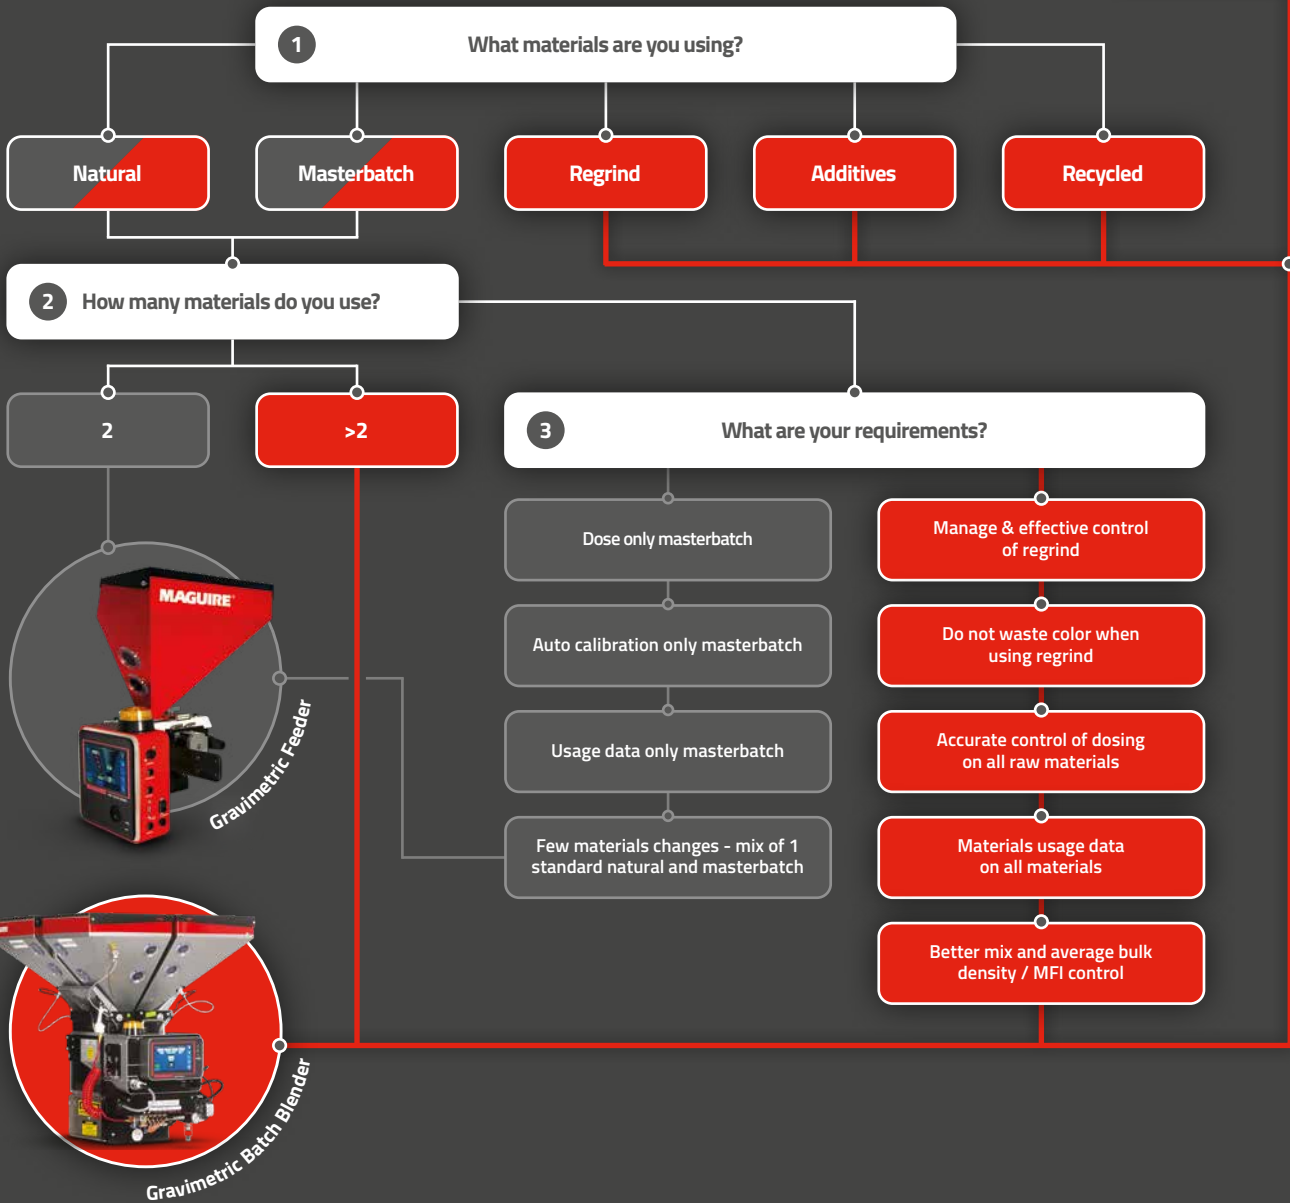 1
What materials are you using?
Natural
Masterbatch
Regrind
Additives
Recycled
2
How many materials do you use?
2
>2
3
What are your requirements?
Dose only masterbatch
Auto calibration only masterbatch
Usage data only masterbatch
Few materials changes - mix of 1
standard natural and masterbatch
Manage & effective control
of regrind
Do not waste color when
using regrind
Accurate control of dosing
on all raw materials
Materials usage data
on all materials
Better mix and average bulk
density / MFI control
MAGUIRE
Gravimetric Feeder
Gravimetric Batch Blender